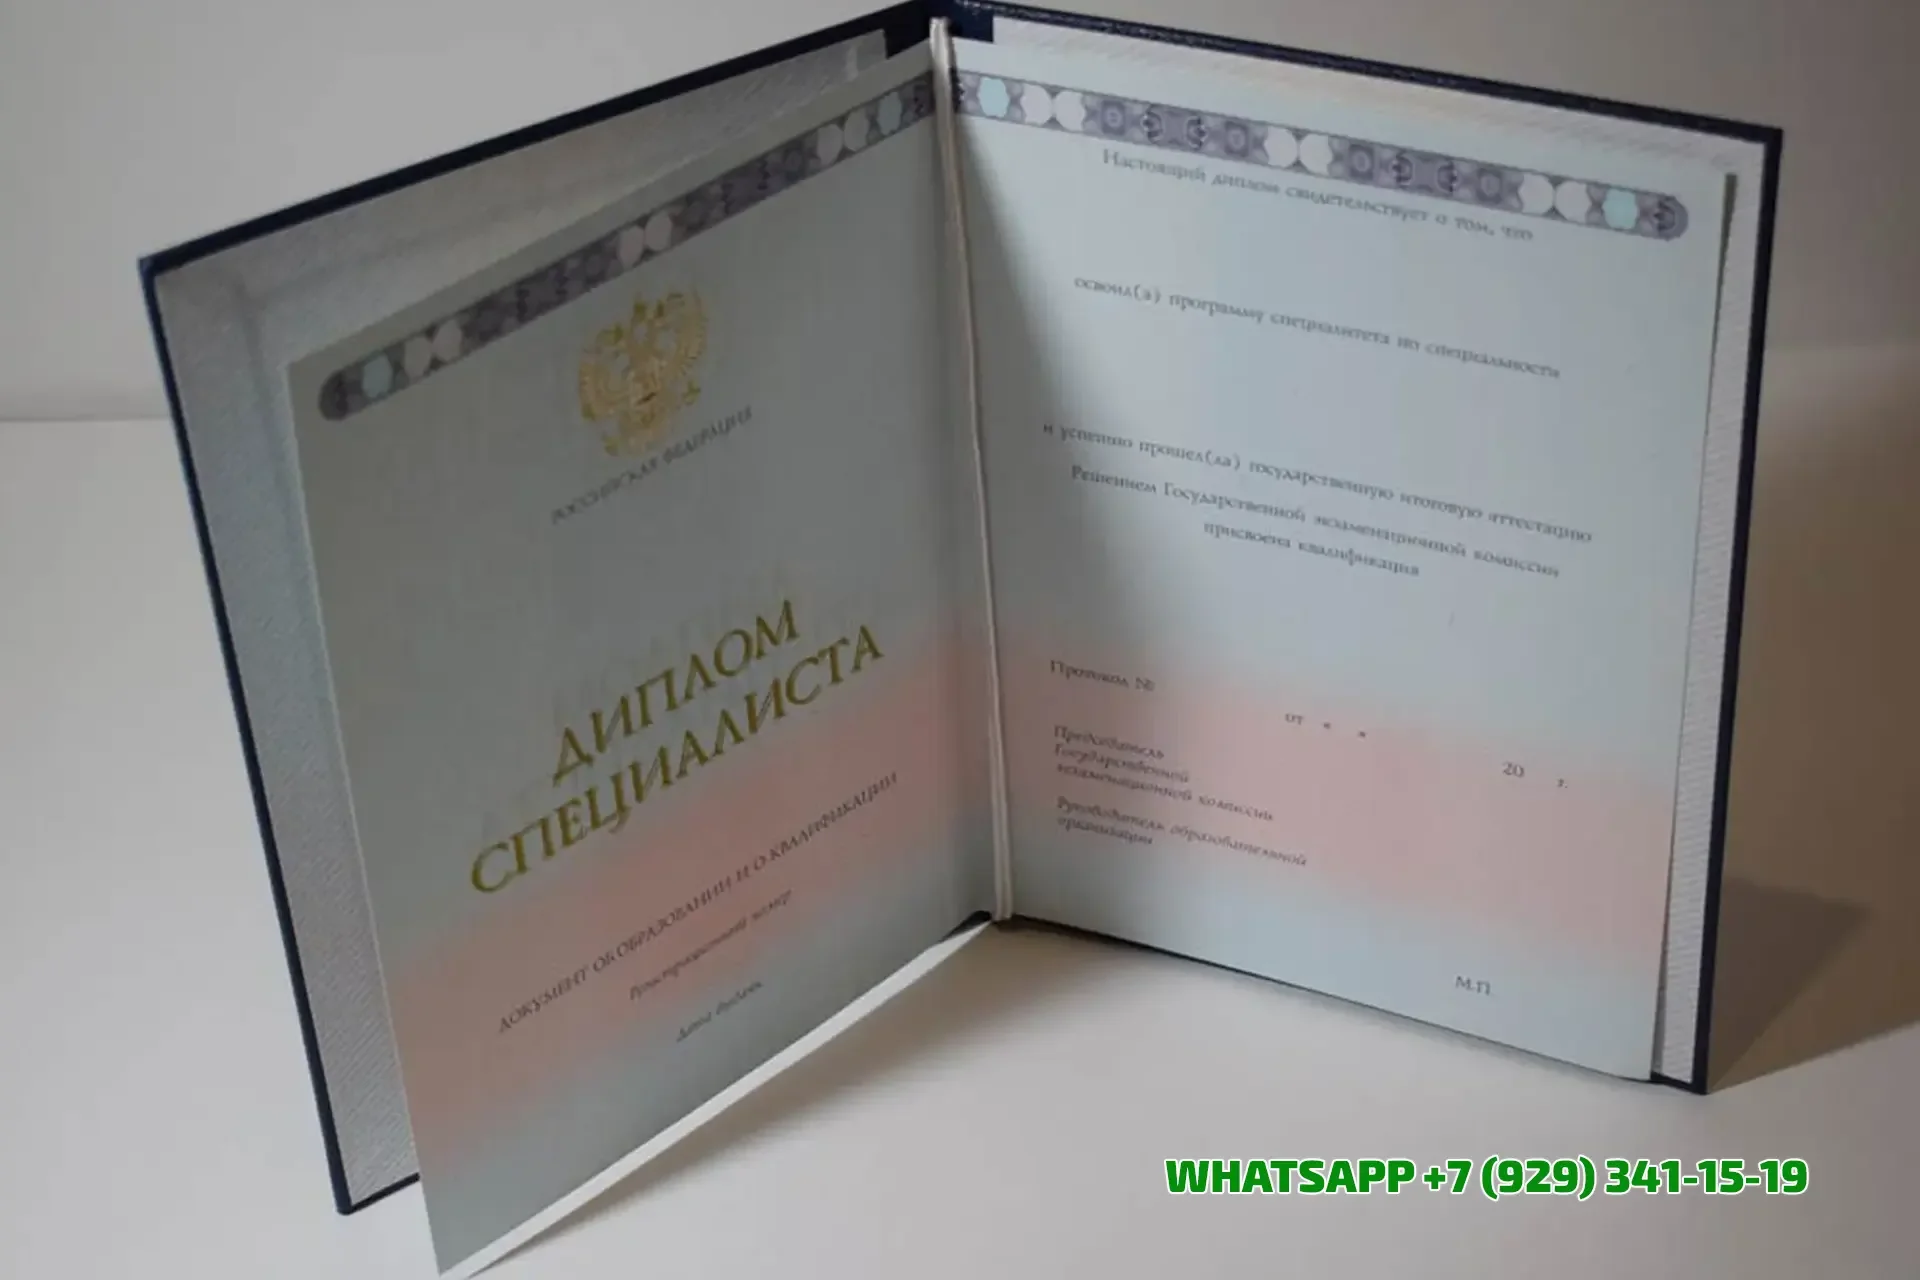 РОССИЙСКАЯ ФЕДЕРАЦИЯ
ДИПЛОМ
СПЕЦИАЛИСТА
ДОКУМЕНТ ОБ ОБРАЗОВАНИИ И О КВАЛИФИКАЦИИ
Регистрационный номер
Дата выдачи
Настоящий диплом свидетельствует о том, что
освоил(а) программу специалитета по специальности
и успешно прошел(ла) государственную итоговую аттестацию
Решением Государственной экзаменационной комиссии
присвоена квалификация
Протокол №
от « » 20 г.
Председатель
Государственной
экзаменационной комиссии
Руководитель образовательной
организации
М.П.
WHATSAPP +7 (929) 341-15-19